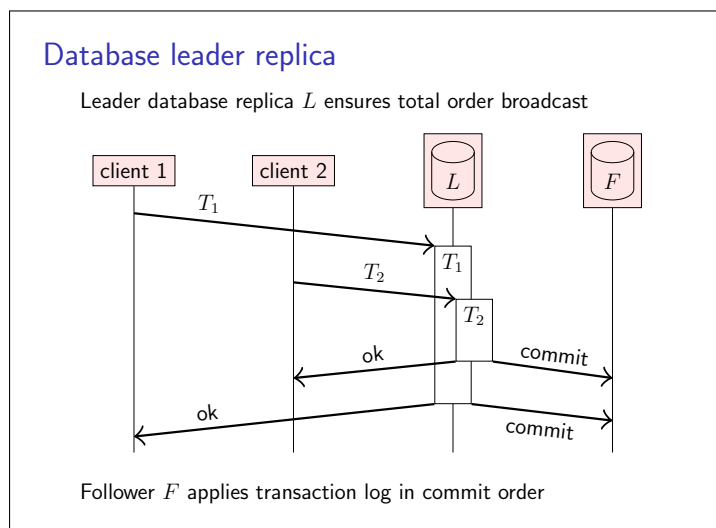 Database leader replica
Leader database replica L ensures total order broadcast
client 1
client 2
L
F
T₁
T₁
T₂
T₂
ok
commit
ok
commit
Follower F applies transaction log in commit order